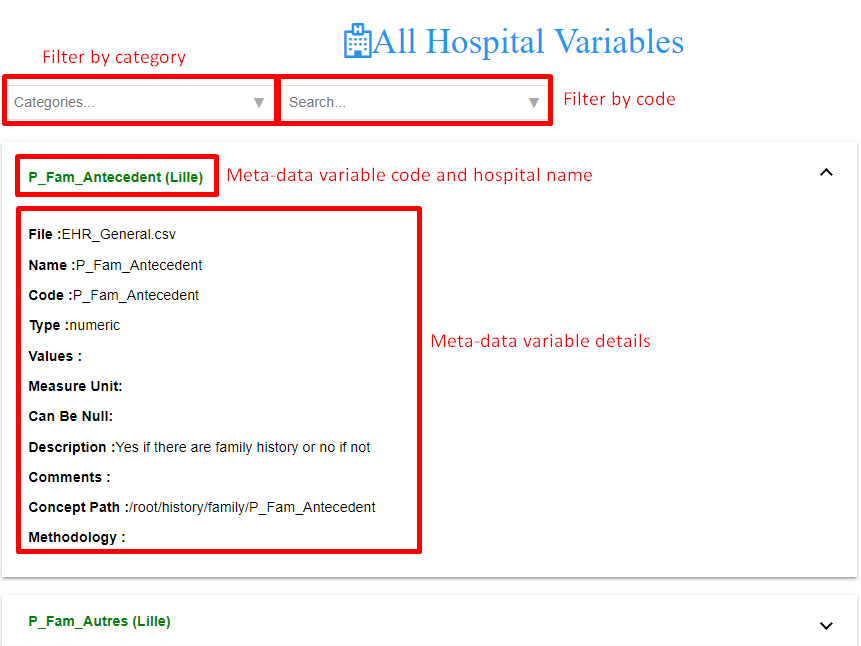 All Hospital Variables
Filter by category
Categories...
Search...
Filter by code
P_Fam_Antecedent (Lille)
Meta-data variable code and hospital name
File :EHR_General.csv
Name :P_Fam_Antecedent
Code :P_Fam_Antecedent
Type :numeric
Values :
Measure Unit:
Can Be Null:
Description :Yes if there are family history or no if not
Comments :
Concept Path :/root/history/family/P_Fam_Antecedent
Methodology :
Meta-data variable details
P_Fam_Autres (Lille)